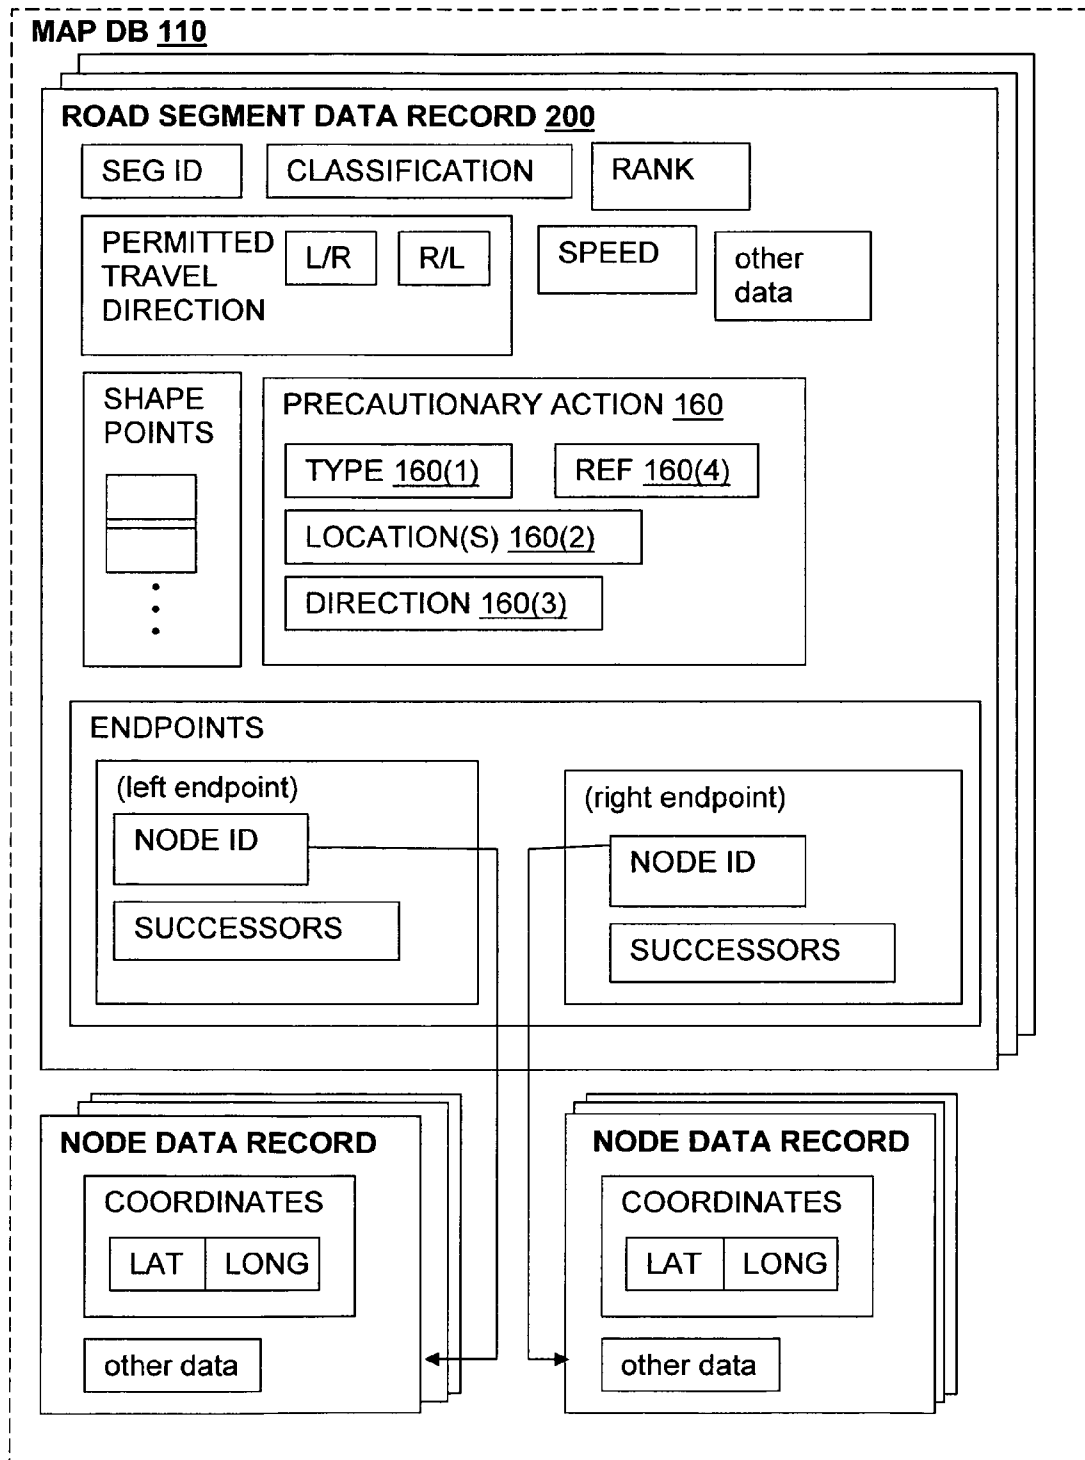 MAP DB 110
ROAD SEGMENT DATA RECORD 200
SEG ID
CLASSIFICATION
RANK
PERMITTED
TRAVEL
DIRECTION
L/R
R/L
SPEED
other
data
SHAPE
POINTS
PRECAUTIONARY ACTION 160
TYPE 160(1)
REF 160(4)
LOCATION(S) 160(2)
DIRECTION 160(3)
ENDPOINTS
(left endpoint)
NODE ID
SUCCESSORS
(right endpoint)
NODE ID
SUCCESSORS
NODE DATA RECORD
COORDINATES
LAT
LONG
other data
NODE DATA RECORD
COORDINATES
LAT
LONG
other data